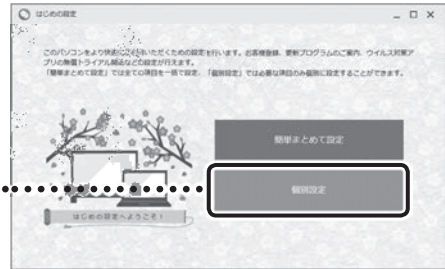 はじめの設定
このパソコンをより快適にご利用いただくための設定を行います。お客様登録、更新プログラムのご案内、ウイルス対策ア
プリの無償トライアル開始などの設定が行えます。
「簡単まとめて設定」では全ての項目を一括で設定、「個別設定」では必要な項目のみ個別に設定することができます。
簡単まとめて設定
個別設定
はじめの設定へようこそ！